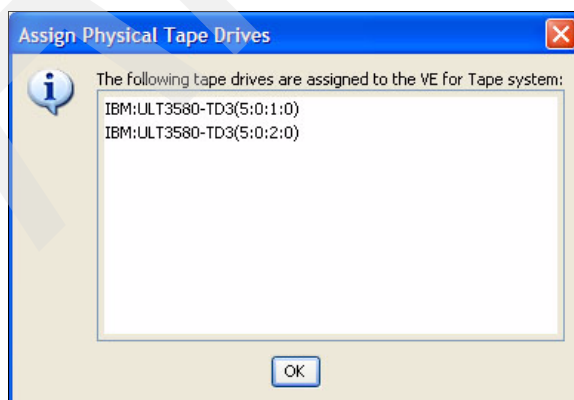 Assign Physical Tape Drives
The following tape drives are assigned to the VE for Tape system:
IBM:ULT3580-TD3(5:0:1:0)
IBM:ULT3580-TD3(5:0:2:0)
OK